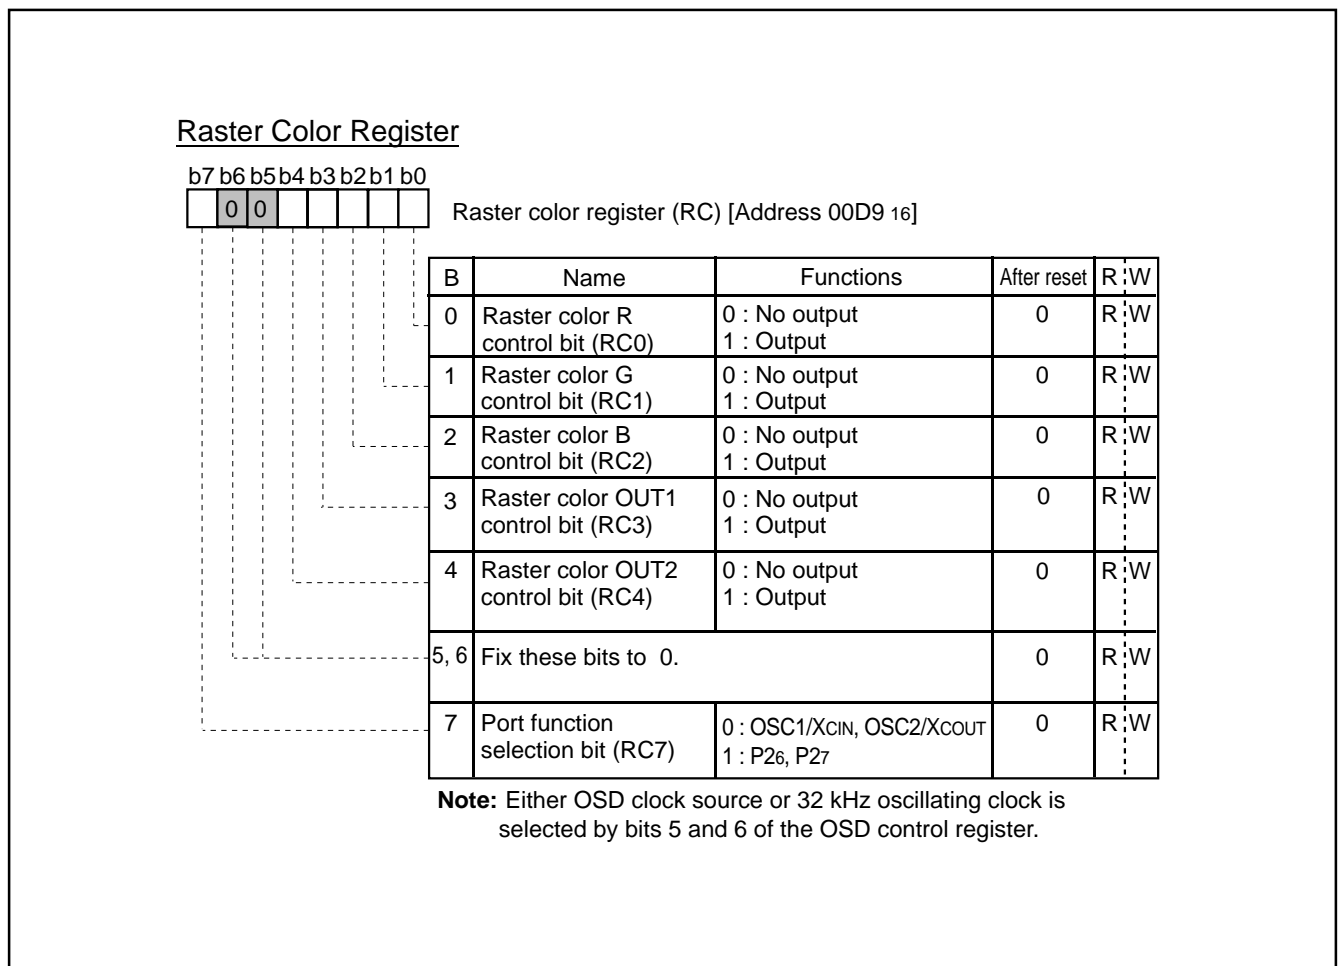 Raster Color Register
b7 b6 b5 b4 b3 b2 b1 b0
0 0
Raster color register (RC) [Address 00D9 16]
B Name Functions After reset R W
0 Raster color R control bit (RC0) 0 : No output 1 : Output 0 R W
1 Raster color G control bit (RC1) 0 : No output 1 : Output 0 R W
2 Raster color B control bit (RC2) 0 : No output 1 : Output 0 R W
3 Raster color OUT1 control bit (RC3) 0 : No output 1 : Output 0 R W
4 Raster color OUT2 control bit (RC4) 0 : No output 1 : Output 0 R W
5, 6 Fix these bits to 0. 0 R W
7 Port function selection bit (RC7) 0 : OSC1/XCIN, OSC2/XCOUT 1 : P26, P27 0 R W
Note: Either OSD clock source or 32 kHz oscillating clock is
selected by bits 5 and 6 of the OSD control register.